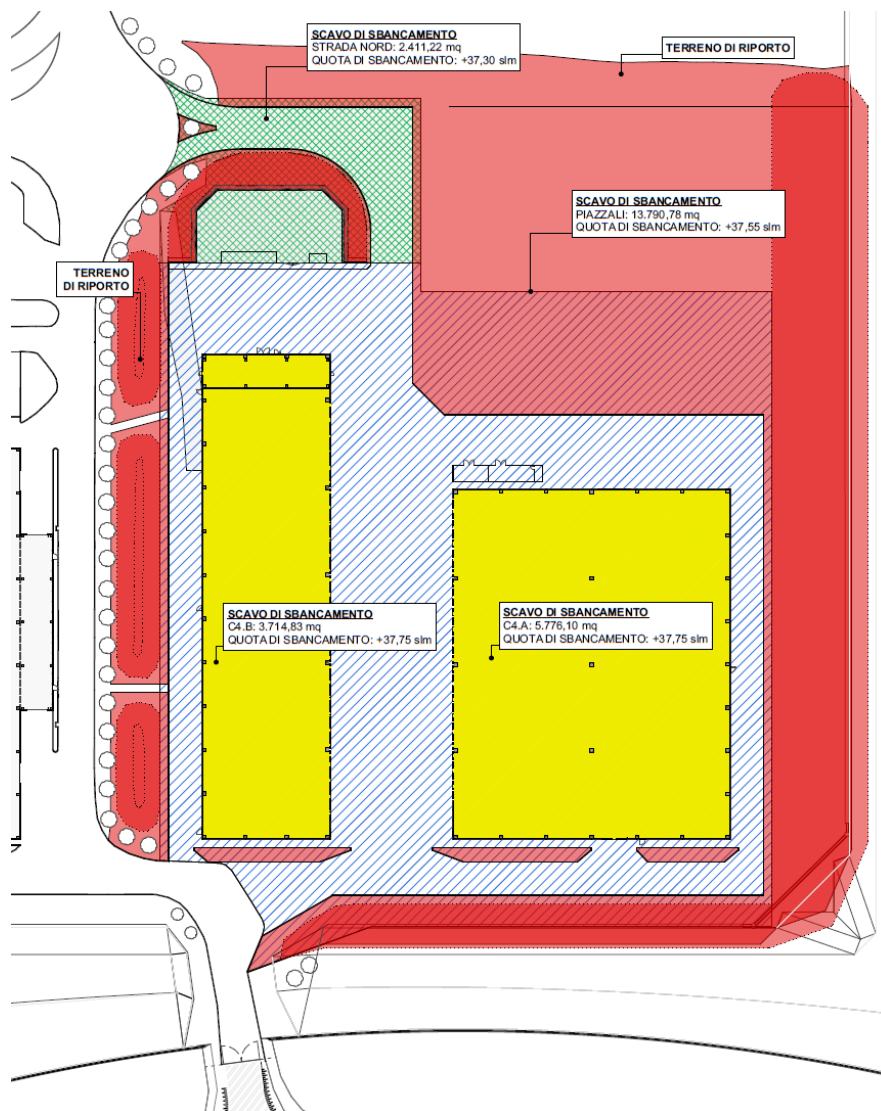 SCAVO DI SBANCAMENTO
STRADA NORD: 2.411,22 mq
QUOTA DI SBANCAMENTO: +37,30 slm
TERRENO DI RIPORTO
SCAVO DI SBANCAMENTO
PIAZZALI: 13.790,78 mq
QUOTA DI SBANCAMENTO: +37,55 slm
TERRENO
DI RIPORTO
SCAVO DI SBANCAMENTO
C4.B: 3.714,83 mq
QUOTA DI SBANCAMENTO: +37,75 slm
SCAVO DI SBANCAMENTO
C4.A: 5.776,10 mq
QUOTA DI SBANCAMENTO: +37,75 slm